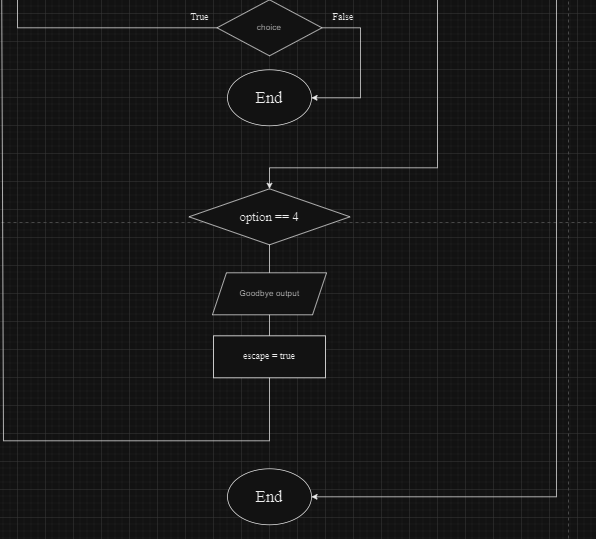 True
False
choice
End
option == 4
Goodbye output
escape = true
End